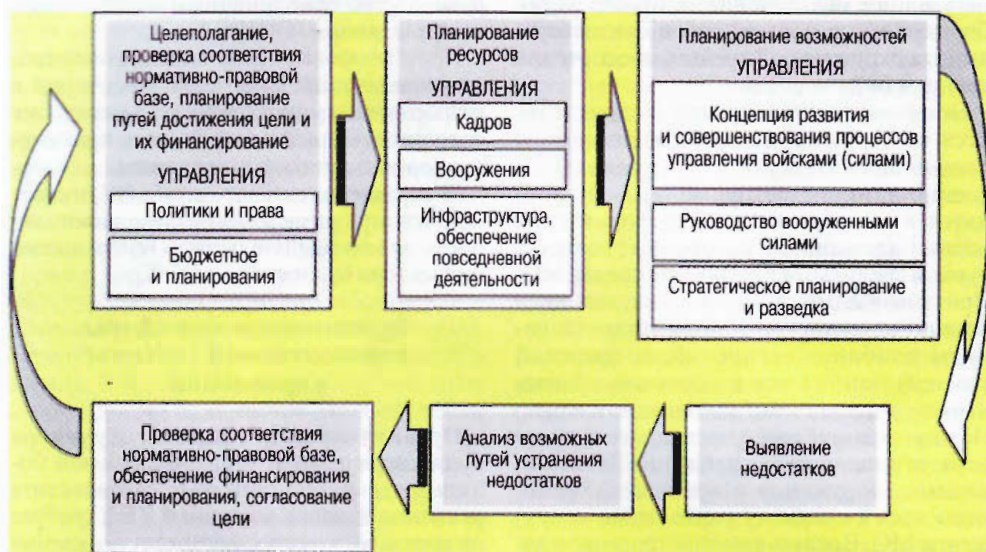 Целеполагание,
проверка соответствия
нормативно-правовой
базе, планирование
путей достижения цели и
их финансирование
УПРАВЛЕНИЯ
Политики и права
Бюджетное
и планирования
Планирование
ресурсов
УПРАВЛЕНИЯ
Кадров
Вооружения
Инфраструктура,
обеспечение
повседневной
деятельности
Планирование возможностей
УПРАВЛЕНИЯ
Концепция развития
и совершенствования процессов
управления войсками (силами)
Руководство вооруженными
силами
Стратегическое планирование
и разведка
Выявление
недостатков
Анализ возможных
путей устранения
недостатков
Проверка соответствия
нормативно-правовой базе,
обеспечение финансирования
и планирования, согласование
цели